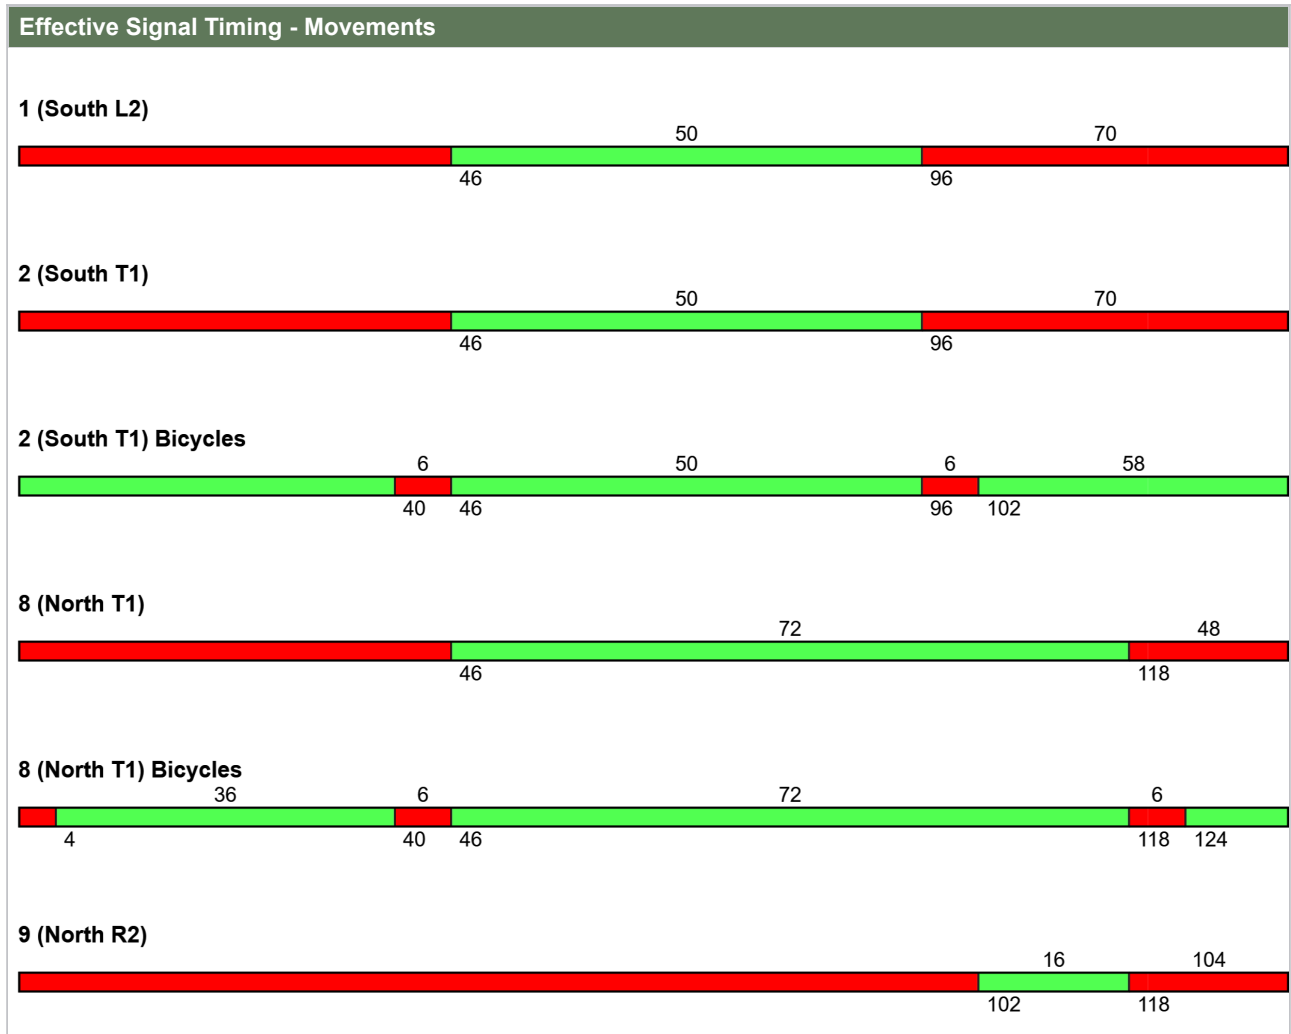 Effective Signal Timing - Movements
1 (South L2)
50 70
46 96
2 (South T1)
50 70
46 96
2 (South T1) Bicycles
6 50 6 58
40 46 96 102
8 (North T1)
72 48
46 118
8 (North T1) Bicycles
36 6 72 6
4 40 46 118 124
9 (North R2)
16 104
102 118